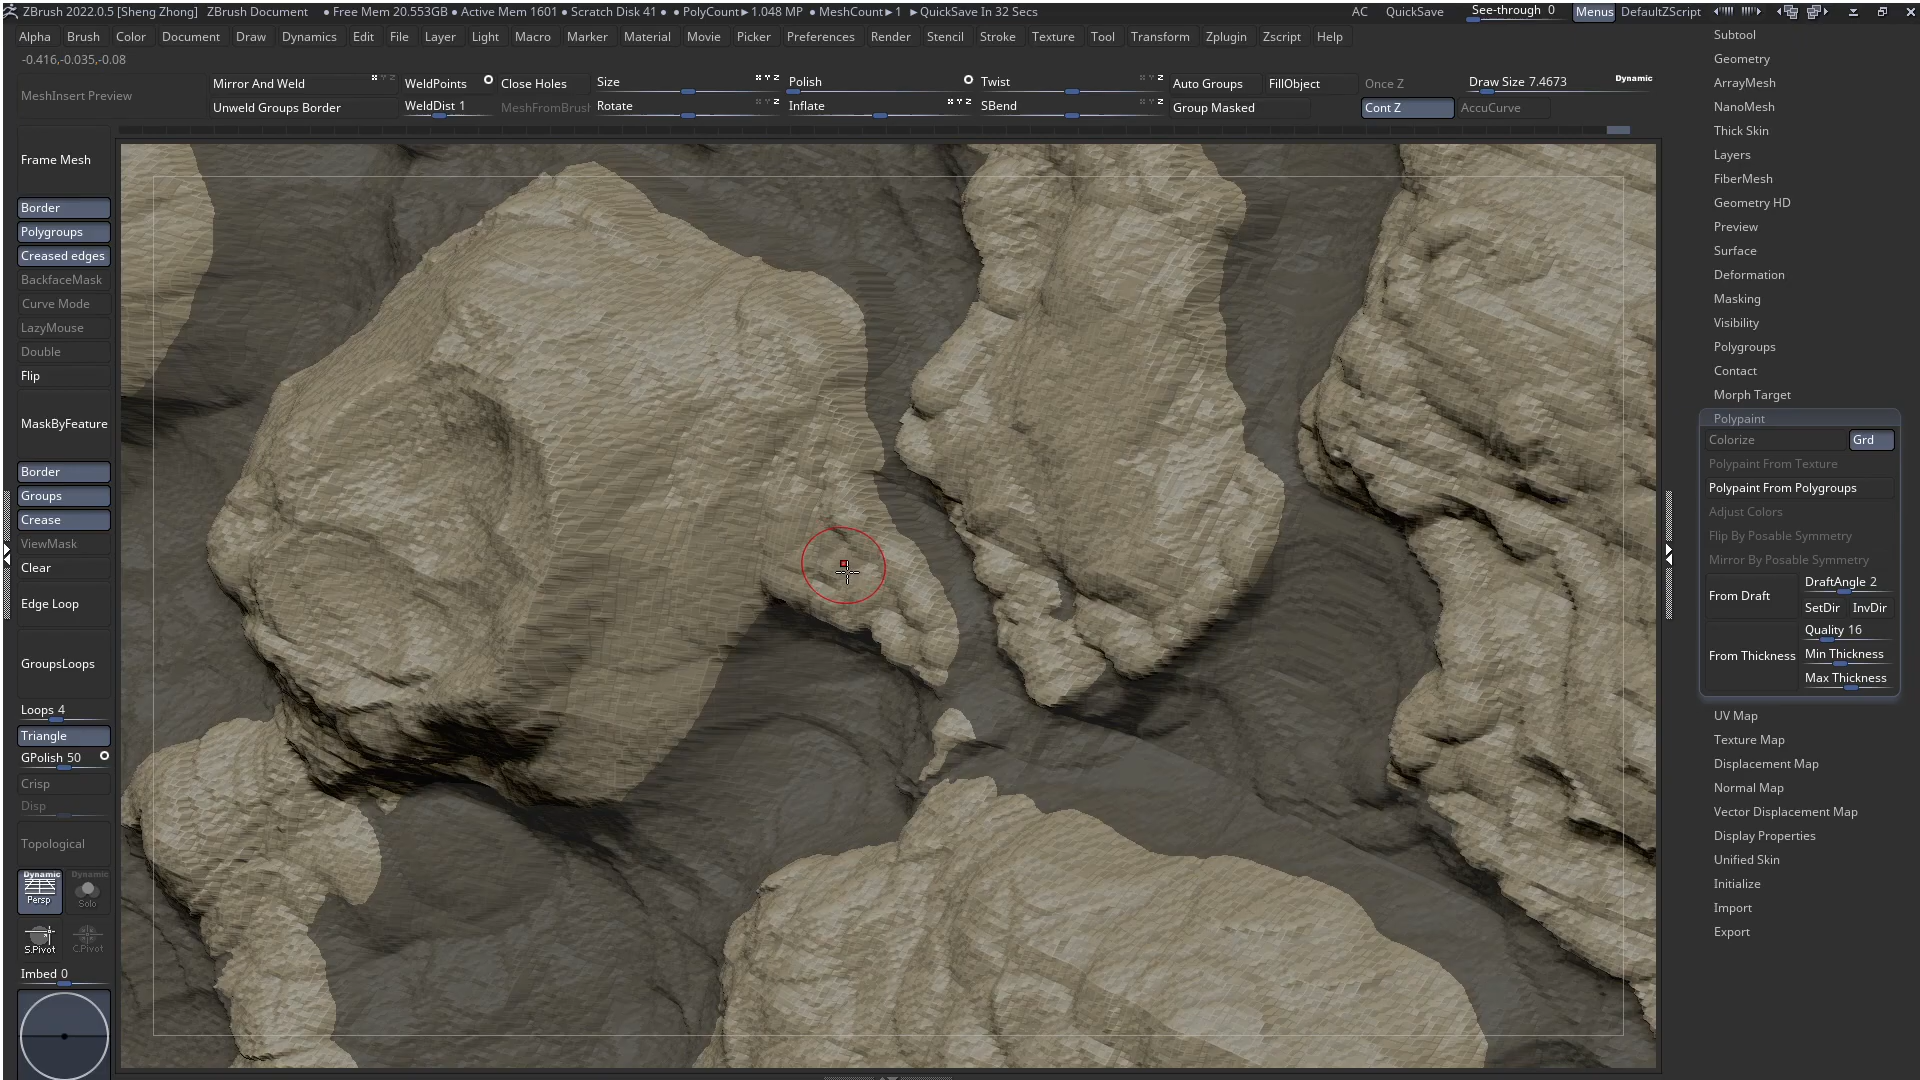 ZBrush 2022.0.5 [Sheng Zhong] ZBrush Document • Free Mem 20.553GB • Active Mem 1601 • Scratch Disk 41 • • PolyCount► 1.048 MP • MeshCount► 1 ►QuickSave In 32 Secs AC QuickSave See-through 0 Menus DefaultZScript
Alpha Brush Color Document Draw Dynamics Edit File Layer Light Macro Marker Material Movie Picker Preferences Render Stencil Stroke Texture Tool Transform Zplugin Zscript Help
-0.416,-0.035,-0.08
MeshInsert Preview
Mirror And Weld WeldPoints Close Holes Size Polish Twist Auto Groups FillObject Once Z Draw Size 7.4673 Dynamic
Unweld Groups Border WeldDist 1 MeshFromBrush Rotate Inflate SBend Group Masked Cont Z AccuCurve
Frame Mesh
Border
Polygroups
Creased edges
BackfaceMask
Curve Mode
LazyMouse
Double
Flip
MaskByFeature
Border
Groups
Crease
ViewMask
Clear
Edge Loop
GroupsLoops
Loops 4
Triangle
GPolish 50
Crisp
Disp
Topological
Dynamic Dynamic
Persp Solo
S.Pivot C.Pivot
Imbed 0
Subtool
Geometry
ArrayMesh
NanoMesh
Thick Skin
Layers
FiberMesh
Geometry HD
Preview
Surface
Deformation
Masking
Visibility
Polygroups
Contact
Morph Target
Polypaint
Colorize Grd
Polypaint From Texture
Polypaint From Polygroups
Adjust Colors
Flip By Posable Symmetry
Mirror By Posable Symmetry
From Draft DraftAngle 2
SetDir InvDir
From Thickness Quality 16
Min Thickness
Max Thickness
UV Map
Texture Map
Displacement Map
Normal Map
Vector Displacement Map
Display Properties
Unified Skin
Initialize
Import
Export